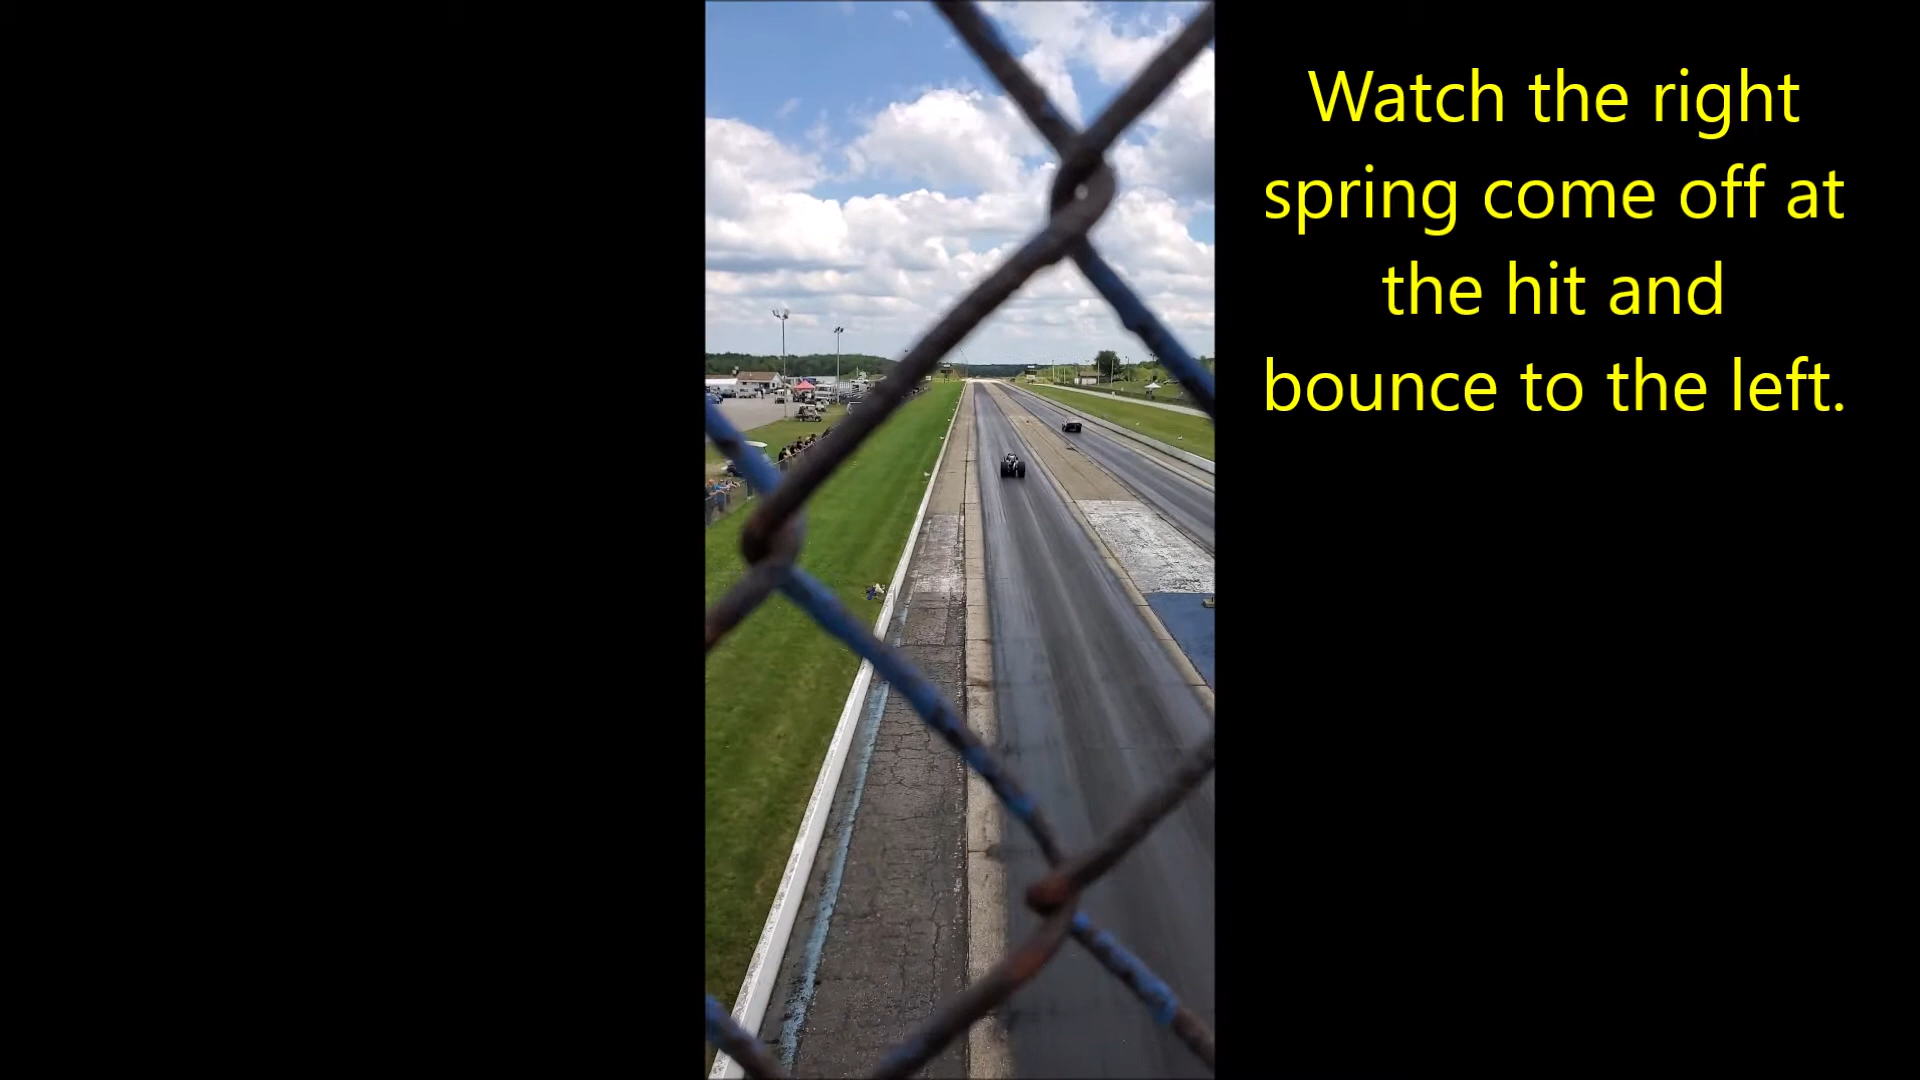 Watch the right
spring come off at
the hit and
bounce to the left.